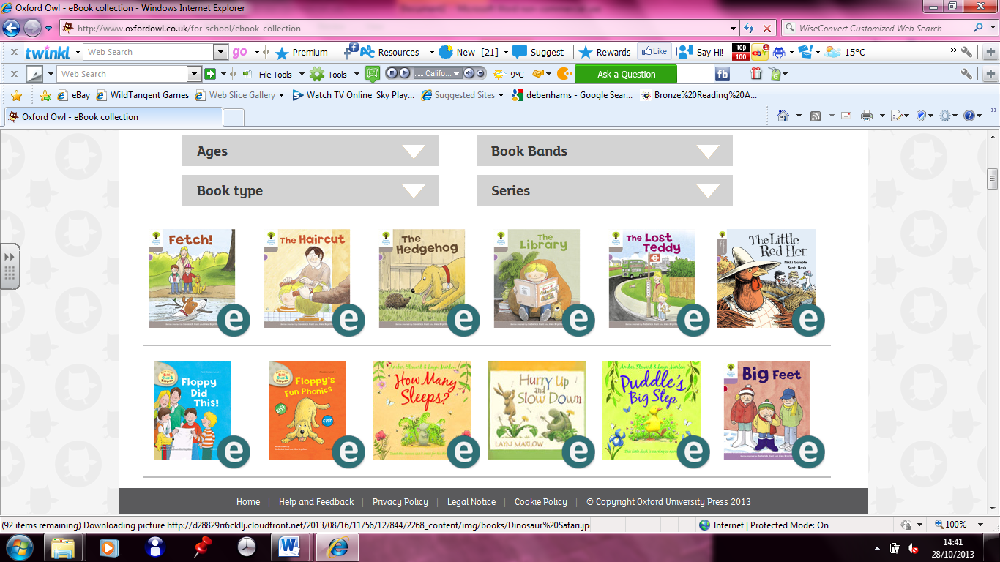 Oxford Owl - eBook collection - Windows Internet Explorer
http://www.oxfordowl.co.uk/for-school/ebook-collection
WiseConvert Customized Web Search
twinkl Web Search go Premium Resources New [21] Suggest Rewards Like Say Hi! Top 100 1 15°C
Web Search File Tools Tools ..... Califo... 9°C Ask a Question fb
eBay WildTangent Games Web Slice Gallery Watch TV Online Sky Play... Suggested Sites debenhams - Google Sear... Bronze%20Reading%20A...
Oxford Owl - eBook collection
Ages Book Bands
Book type Series
Fetch!
e
The Haircut
e
The Hedgehog
e
The Library
e
The Lost Teddy
e
The Little Red Hen
Nikki Gamble
Scott Nash
e
Floppy Did This!
e
Floppy's Fun Phonics
Fish
e
Amber Stewart & Layn Marlow
How Many Sleeps?
e
Hurry Up and Slow Down
LAYN MARLOW
e
Amber Stewart & Layn Marlow
Puddle's Big Step
e
Big Feet
e
Home | Help and Feedback | Privacy Policy | Legal Notice | Cookie Policy | © Copyright Oxford University Press 2013
(92 items remaining) Downloading picture http://d28829rr6ckllj.cloudfront.net/2013/08/16/11/56/12/844/2268_content/img/books/Dinosaur%20Safari.jp
Internet | Protected Mode: On
100%
14:41
28/10/2013